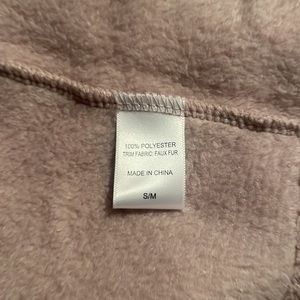 100% POLYESTER
TRIM FABRIC: FAUX FUR
MADE IN CHINA
S/M